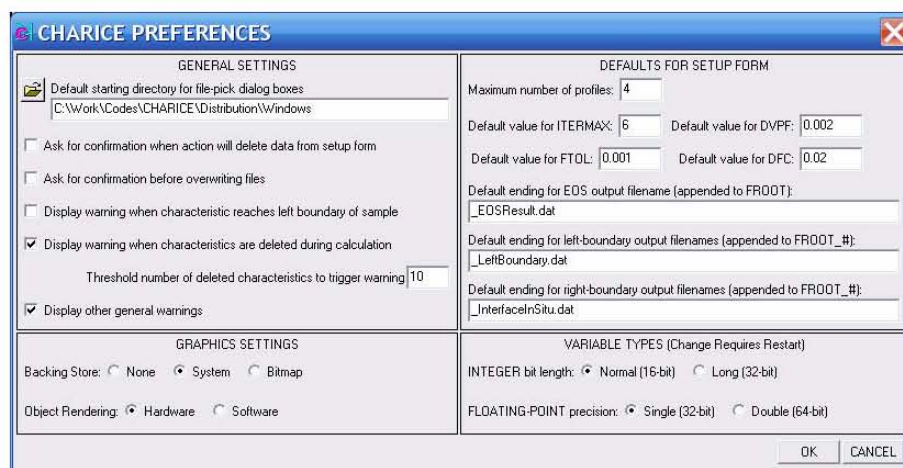 CHARICE PREFERENCES
GENERAL SETTINGS
Default starting directory for file-pick dialog boxes
C:\Work\Codes\CHARICE\Distribution\Windows
Ask for confirmation when action will delete data from setup form
Ask for confirmation before overwriting files
Display warning when characteristic reaches left boundary of sample
Display warning when characteristics are deleted during calculation
Threshold number of deleted characteristics to trigger warning 10
Display other general warnings
DEFAULTS FOR SETUP FORM
Maximum number of profiles: 4
Default value for ITERMAX: 6 Default value for DVPF: 0.002
Default value for FTOL: 0.001 Default value for DFC: 0.02
Default ending for EOS output filename (appended to FROOT):
_EOSResult.dat
Default ending for left-boundary output filenames (appended to FROOT_#):
_LeftBoundary.dat
Default ending for right-boundary output filenames (appended to FROOT_#):
_InterfaceInSitu.dat
GRAPHICS SETTINGS
Backing Store: None System Bitmap
Object Rendering: Hardware Software
VARIABLE TYPES (Change Requires Restart)
INTEGER bit length: Normal (16-bit) Long (32-bit)
FLOATING-POINT precision: Single (32-bit) Double (64-bit)
OK CANCEL